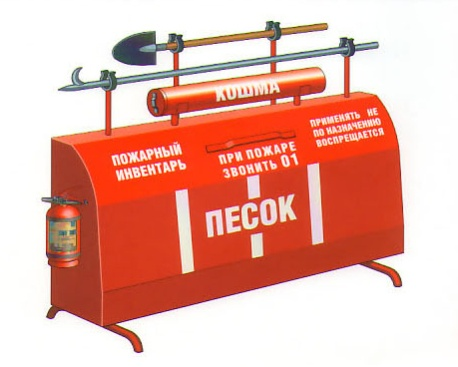 КОШМА
ПОЖАРНЫЙ
ИНВЕНТАРЬ
ПРИ ПОЖАРЕ
ЗВОНИТЬ 01
ПРИМЕНЯТЬ НЕ
ПО НАЗНАЧЕНИЮ
ВОСПРЕЩАЕТСЯ
ПЕСОК